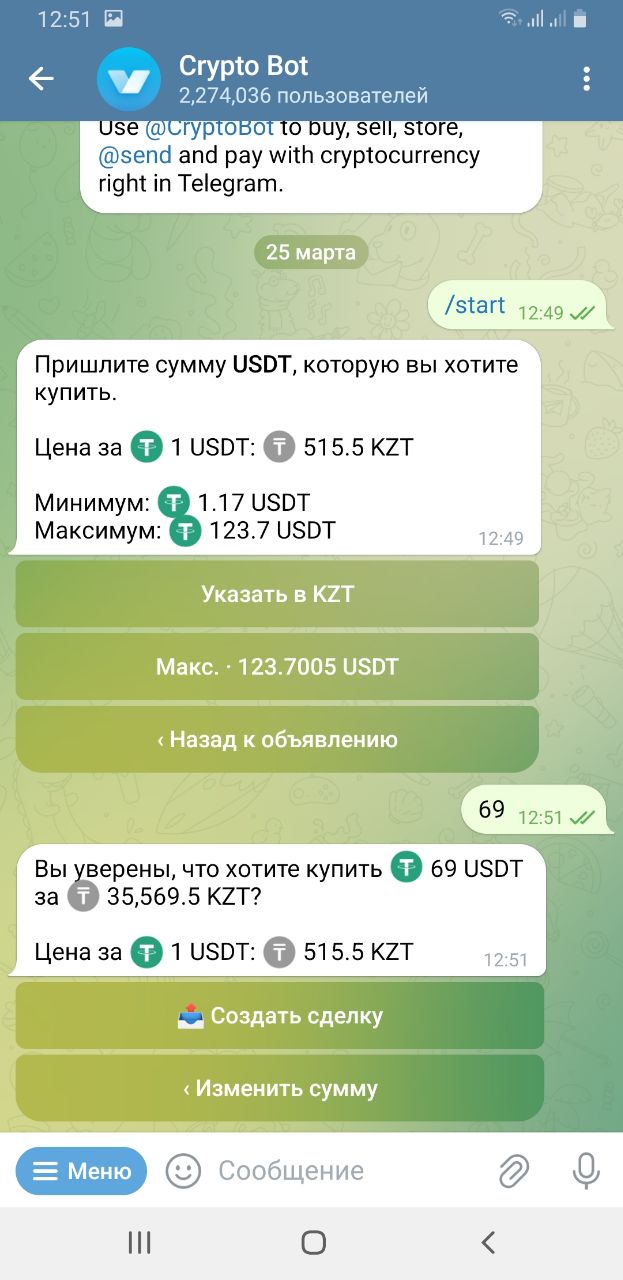 12:51
Crypto Bot
2,274,036 пользователей
Use @CryptoBot to buy, sell, store,
@send and pay with cryptocurrency
right in Telegram.
25 марта
/start 12:49
Пришлите сумму USDT, которую вы хотите
купить.
Цена за 1 USDT: 515.5 KZT
Минимум: 1.17 USDT
Максимум: 123.7 USDT
12:49
Указать в KZT
Макс. · 123.7005 USDT
‹ Назад к объявлению
69 12:51
Вы уверены, что хотите купить 69 USDT
за 35,569.5 KZT?
Цена за 1 USDT: 515.5 KZT
12:51
Создать сделку
‹ Изменить сумму
Меню
Сообщение